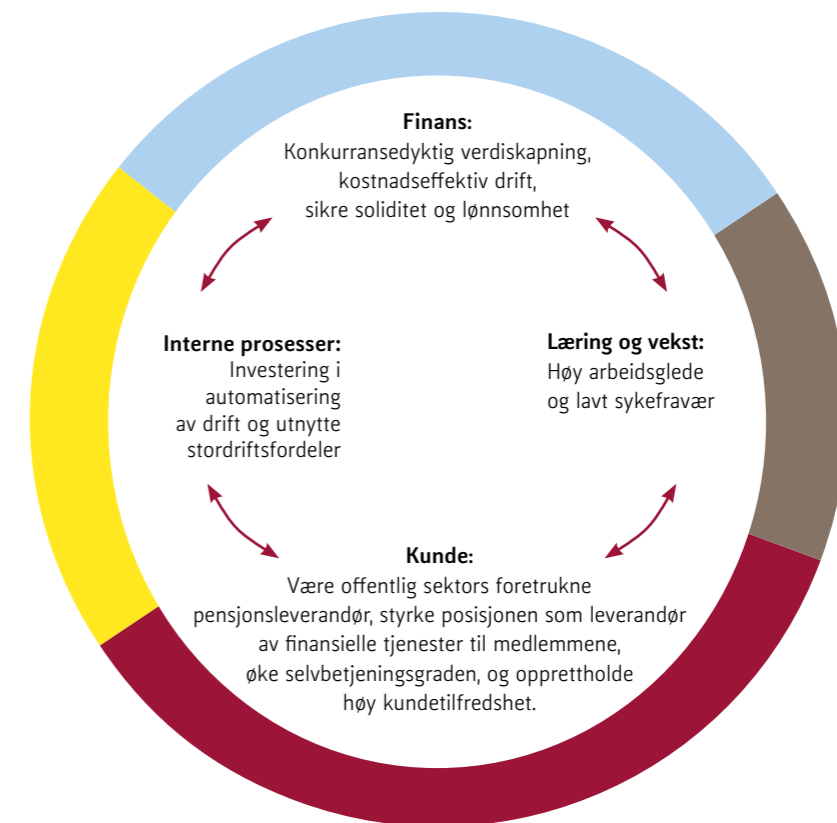 Finans:
Konkurransedyktig verdiskapning,
kostnadseffektiv drift,
sikre soliditet og lønnsomhet
Interne prosesser:
Investering i
automatisering
av drift og utnytte
stordriftsfordeler
Læring og vekst:
Høy arbeidsglede
og lavt sykefravær
Kunde:
Være offentlig sektors foretrukne
pensjonsleverandør, styrke posisjonen som leverandør
av finansielle tjenester til medlemmene,
øke selvbetjeningsgraden, og opprettholde
høy kundetilfredshet.